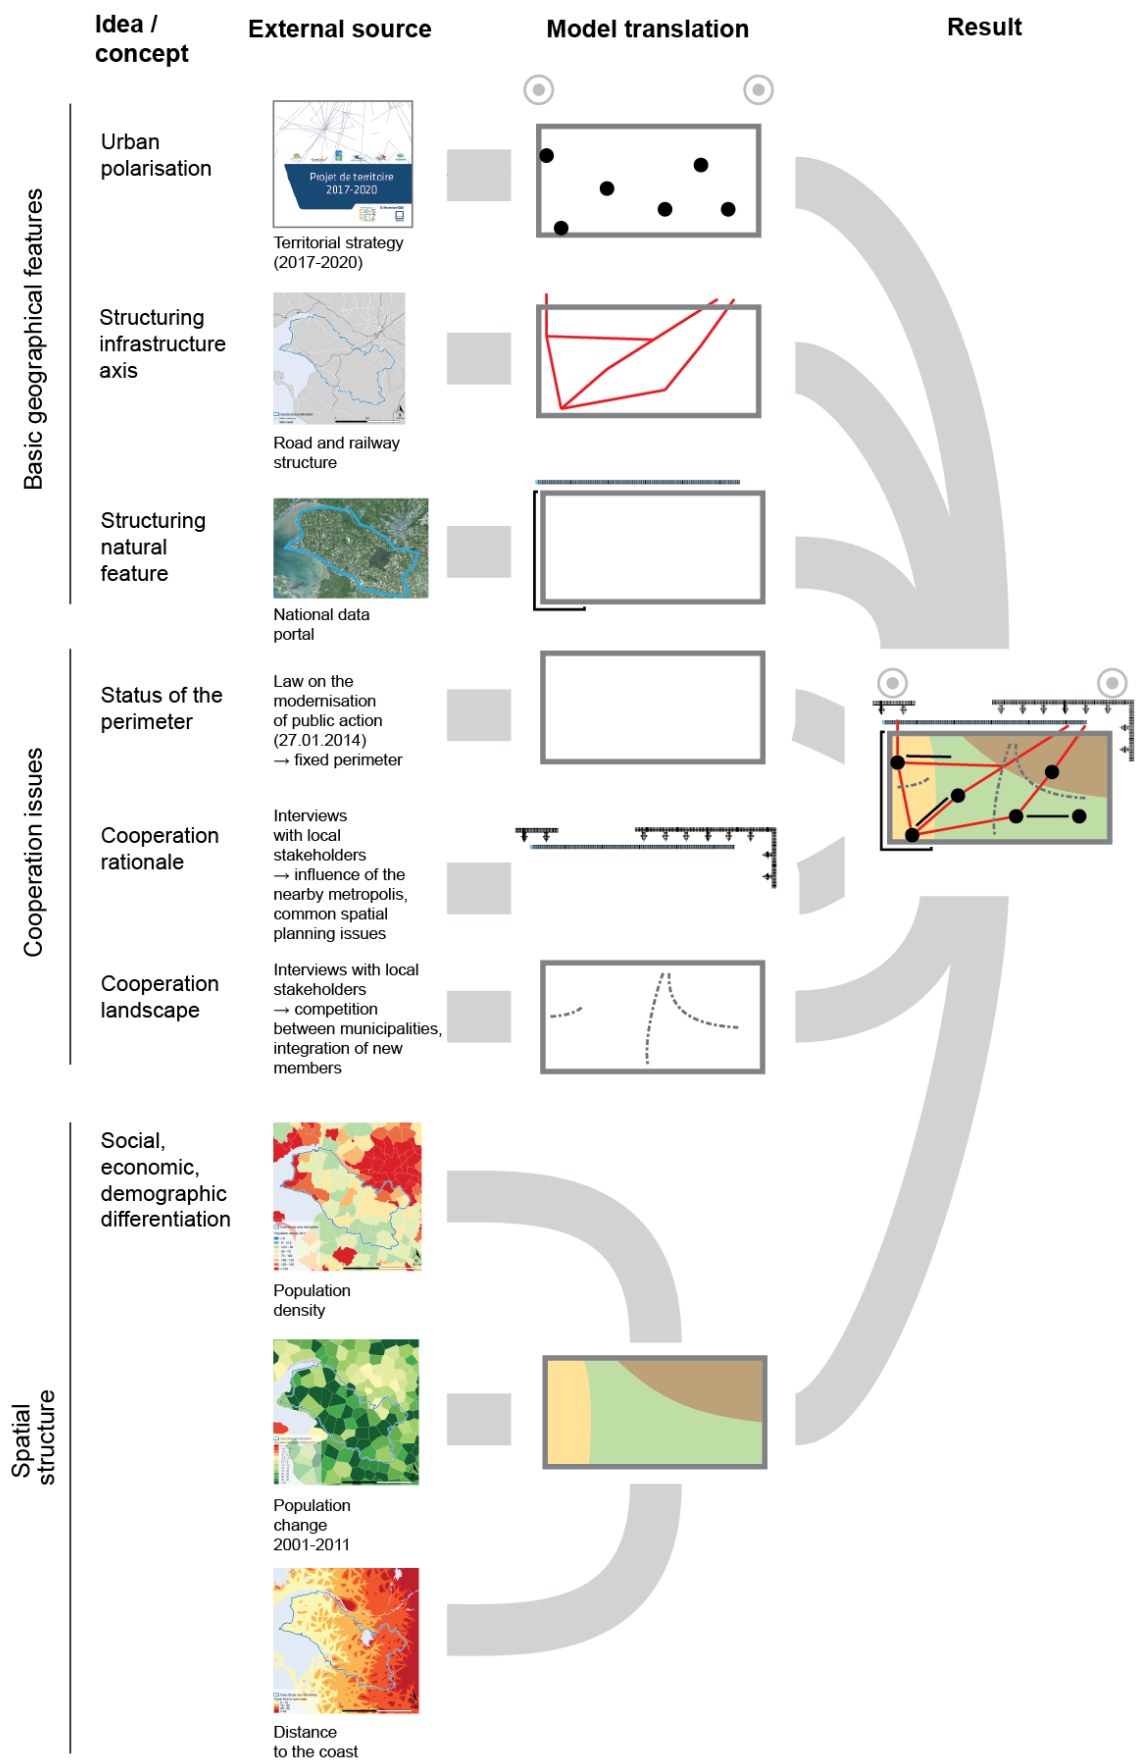 Idea /
concept
External source
Model translation
Result
Basic geographical features
Urban
polarisation
Projet de territoire
2017-2020
Territorial strategy
(2017-2020)
Structuring
infrastructure
axis
Road and railway
structure
Structuring
natural
feature
National data
portal
Cooperation issues
Status of the
perimeter
Law on the
modernisation
of public action
(27.01.2014)
→ fixed perimeter
Cooperation
rationale
Interviews
with local
stakeholders
→ influence of the
nearby metropolis,
common spatial
planning issues
Cooperation
landscape
Interviews with local
stakeholders
→ competition
between municipalities,
integration of new
members
Spatial
structure
Social,
economic,
demographic
differentiation
Population
density
Population
change
2001-2011
Distance
to the coast